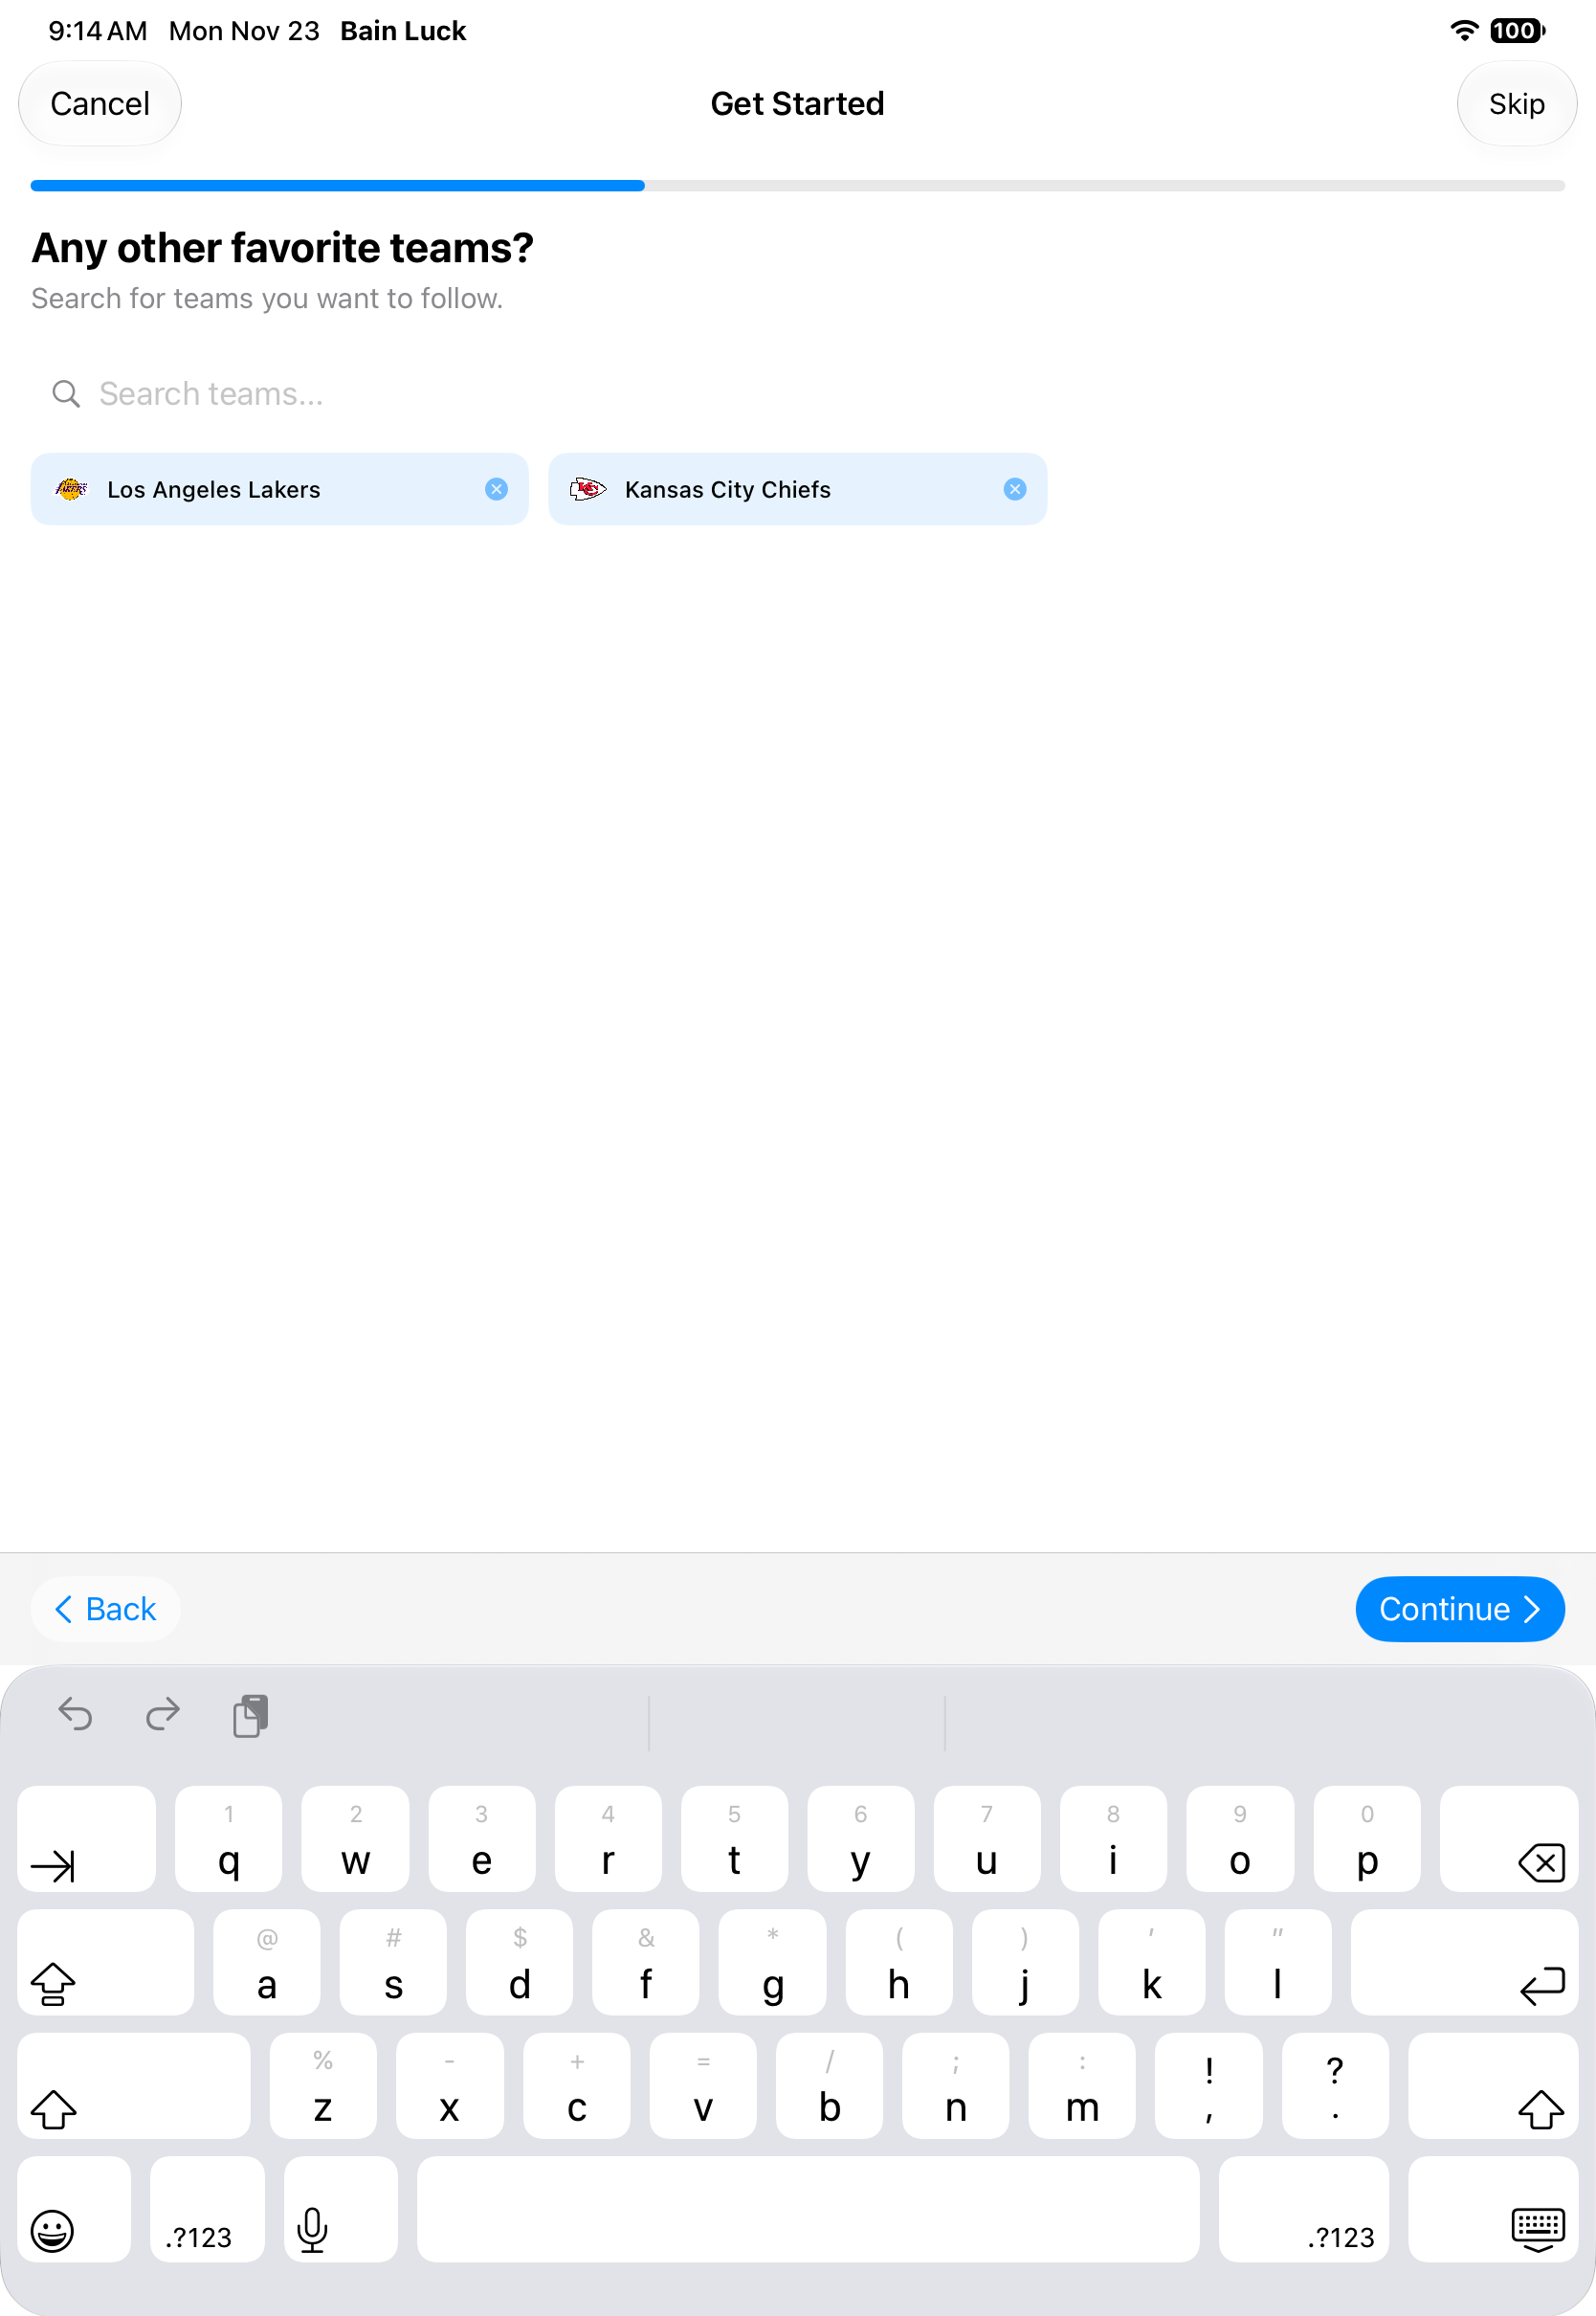 9:14 AM Mon Nov 23 Bain Luck 100
Cancel Get Started Skip
Any other favorite teams?
Search for teams you want to follow.
Search teams...
LAKERS Los Angeles Lakers KC Kansas City Chiefs
Back Continue
1 2 3 4 5 6 7 8 9 0
q w e r t y u i o p
@ # $ & * ( ) ' "
a s d f g h j k l
% - + = / ; : ! ?
z x c v b n m , .
.?123 .?123